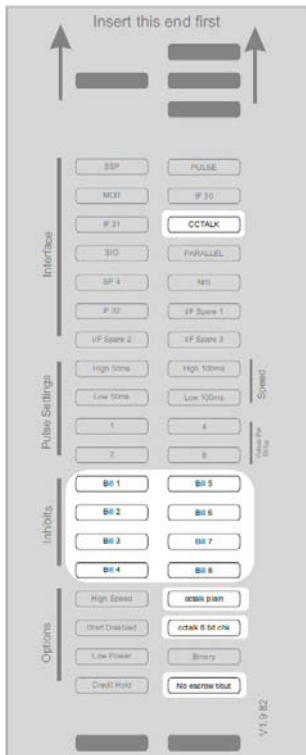 Insert this end first
Interface
SSP PULSE
MDB IF 30
IF 31 CCTALK
SIO PARALLEL
SP 4 NIS
IF 32 I/F Spare 1
I/F Spare 2 I/F Spare 3
Pulse Settings
High 50ms High 100ms
Low 50ms Low 100ms
Speed
1 4
2 8
Inhibits
Bill 1 Bill 5
Bill 2 Bill 6
Bill 3 Bill 7
Bill 4 Bill 8
Options
High Speed cctalk plain
Start Disabled cctalk 8 bit chk
Low Power Binary
Credit Hold No escrow t/out
V1.9 B2